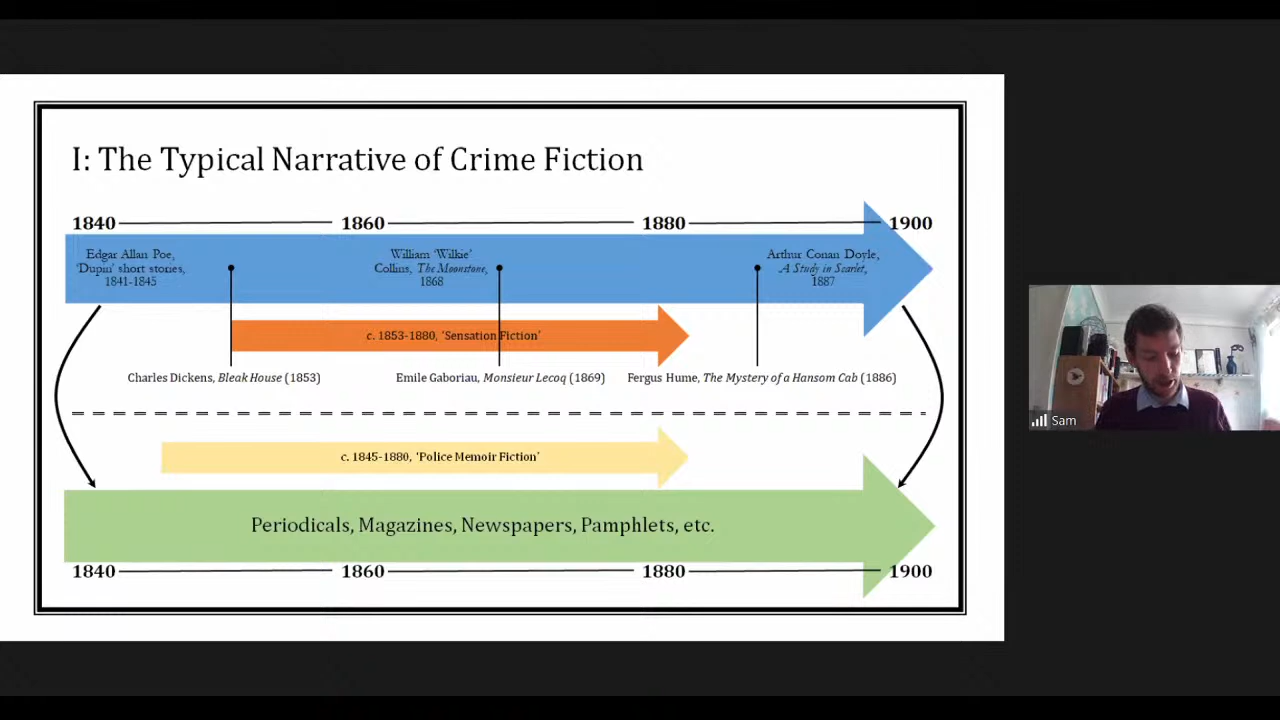 I: The Typical Narrative of Crime Fiction
1840 1860 1880 1900
Edgar Allan Poe,
‘Dupin’ short stories,
1841-1845
William ‘Wilkie’
Collins, The Moonstone,
1868
Arthur Conan Doyle,
A Study in Scarlet,
1887
c. 1853-1880, ‘Sensation Fiction’
Charles Dickens, Bleak House (1853)
Emile Gaboriau, Monsieur Lecoq (1869)
Fergus Hume, The Mystery of a Hansom Cab (1886)
c. 1845-1880, ‘Police Memoir Fiction’
Periodicals, Magazines, Newspapers, Pamphlets, etc.
1840 1860 1880 1900
Sam